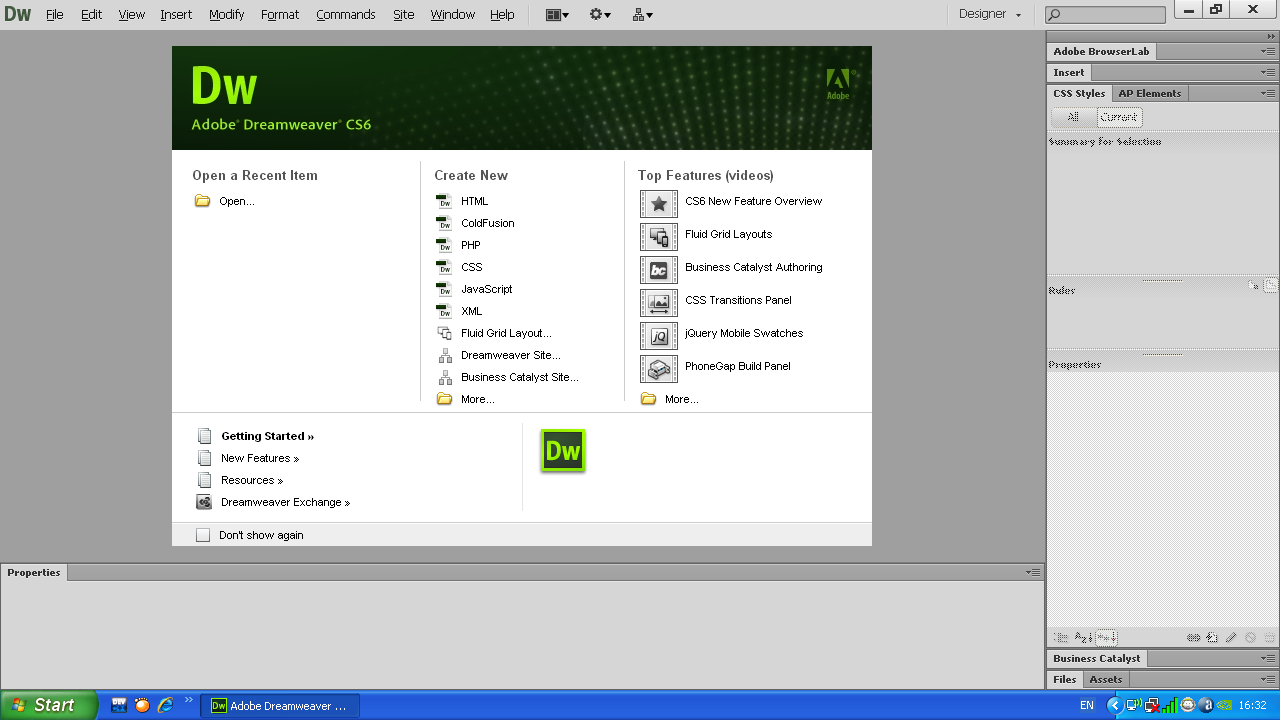 Dw File Edit View Insert Modify Format Commands Site Window Help Designer
Dw
Adobe® Dreamweaver® CS6
Adobe
Open a Recent Item
Open...
Create New
HTML
ColdFusion
PHP
CSS
JavaScript
XML
Fluid Grid Layout...
Dreamweaver Site...
Business Catalyst Site...
More...
Top Features (videos)
CS6 New Feature Overview
Fluid Grid Layouts
bc Business Catalyst Authoring
CSS Transitions Panel
jQ jQuery Mobile Swatches
PhoneGap Build Panel
More...
Getting Started »
New Features »
Resources »
Dreamweaver Exchange »
Dw
Don't show again
Properties
Adobe BrowserLab
Insert
CSS Styles AP Elements
All Current
Summary for Selection
Rules
Properties
Business Catalyst
Files Assets
Start
Dw Adobe Dreamweaver ...
EN 16:32